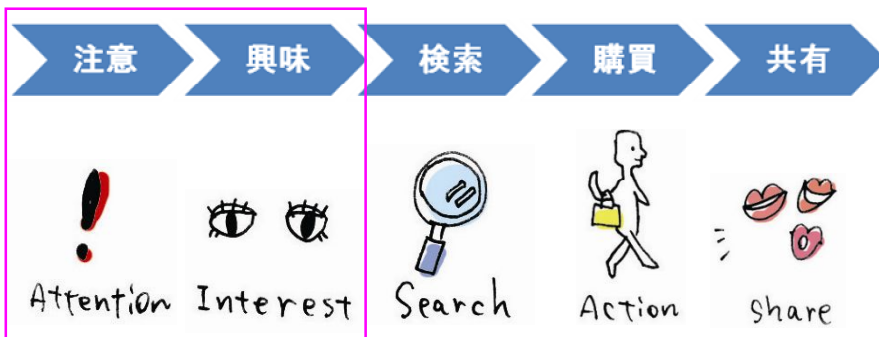 注意 興味 検索 購買 共有
Attention Interest Search Action Share